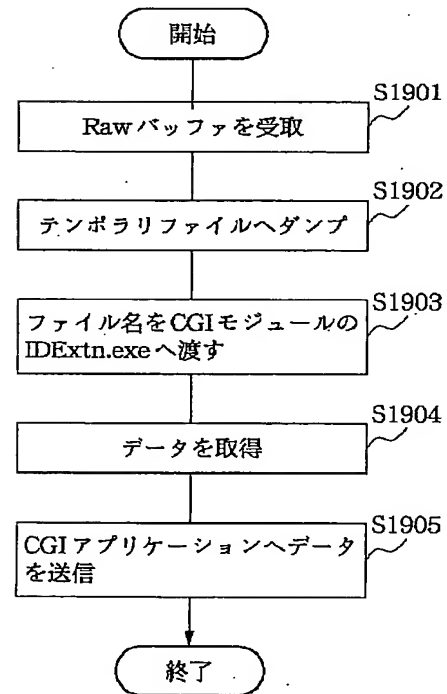 開始
S1901
Rawバッファを受取
S1902
テンポラリファイルへダンプ
S1903
ファイル名をCGIモジュールの
IDExtn.exeへ渡す
S1904
データを取得
S1905
CGIアプリケーションへデータ
を送信
終了